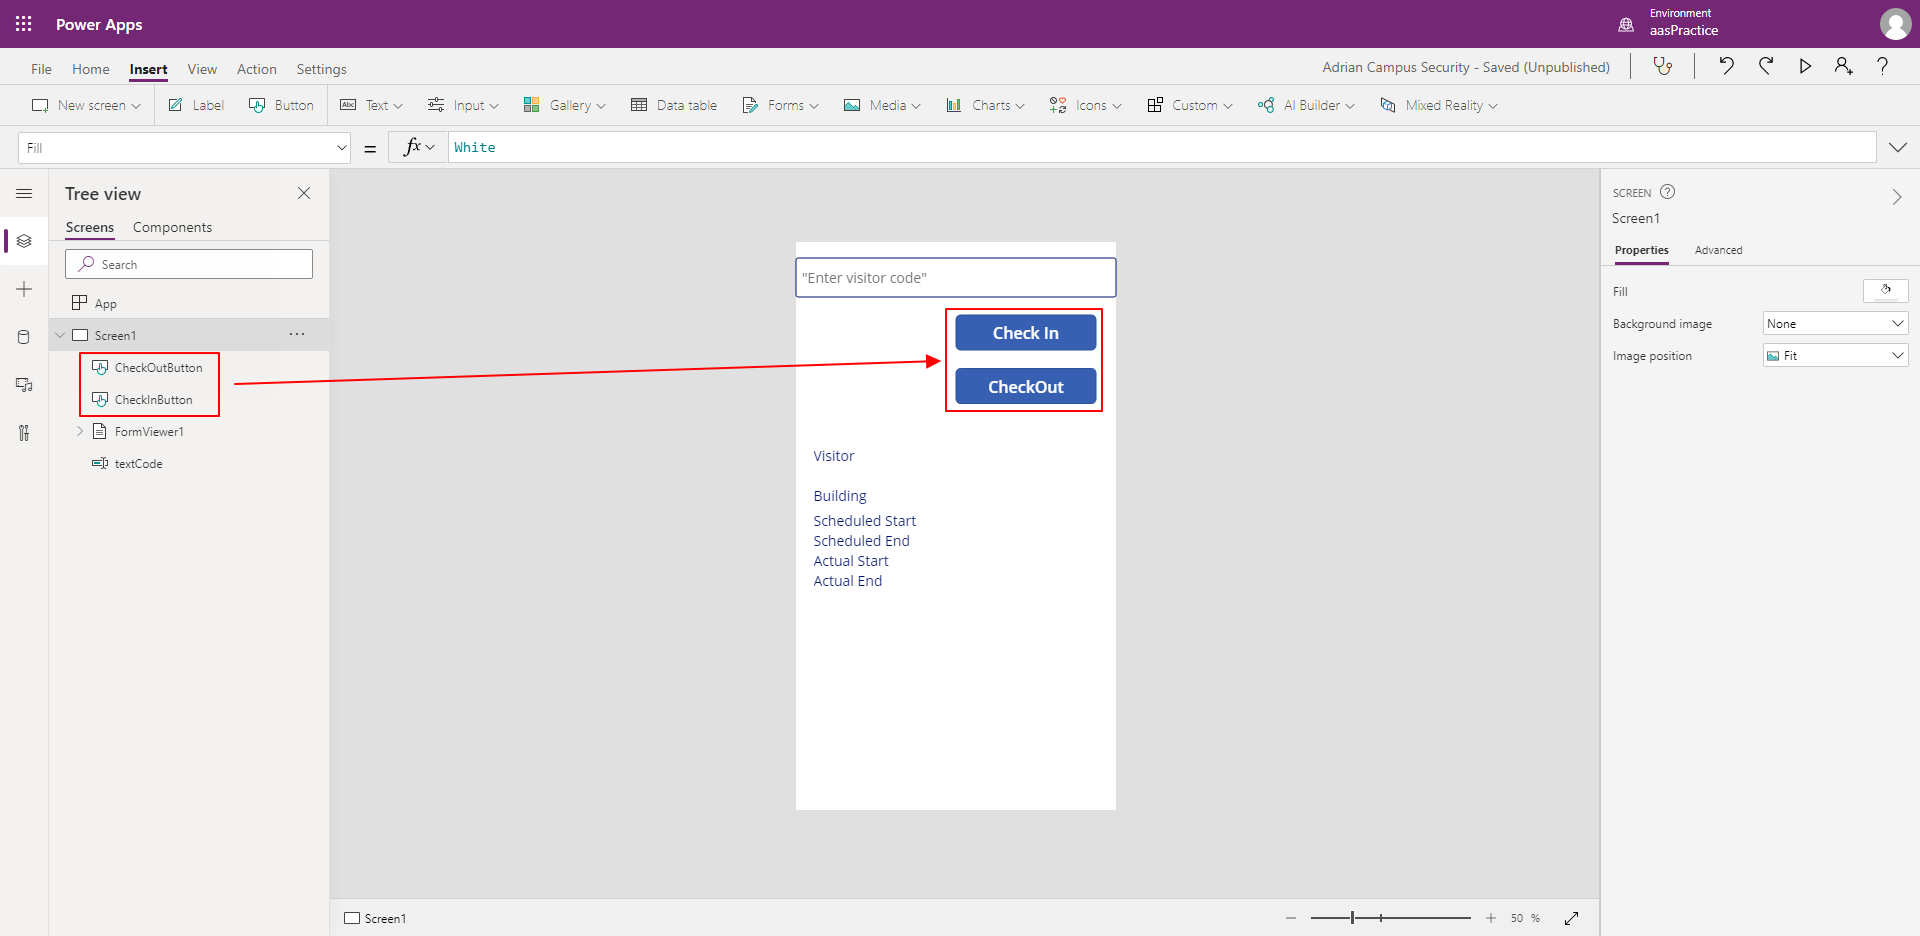 Power Apps
Environment
aasPractice
File Home Insert View Action Settings
Adrian Campus Security - Saved (Unpublished)
New screen Label Button Text Input Gallery Data table Forms Media Charts Icons Custom AI Builder Mixed Reality
Fill = fx White
Tree view
Screens Components
Search
App
Screen1
CheckOutButton
CheckInButton
FormViewer1
textCode
"Enter visitor code"
Check In
CheckOut
Visitor
Building
Scheduled Start
Scheduled End
Actual Start
Actual End
SCREEN
Screen1
Properties Advanced
Fill
Background image None
Image position Fit
Screen1
50 %